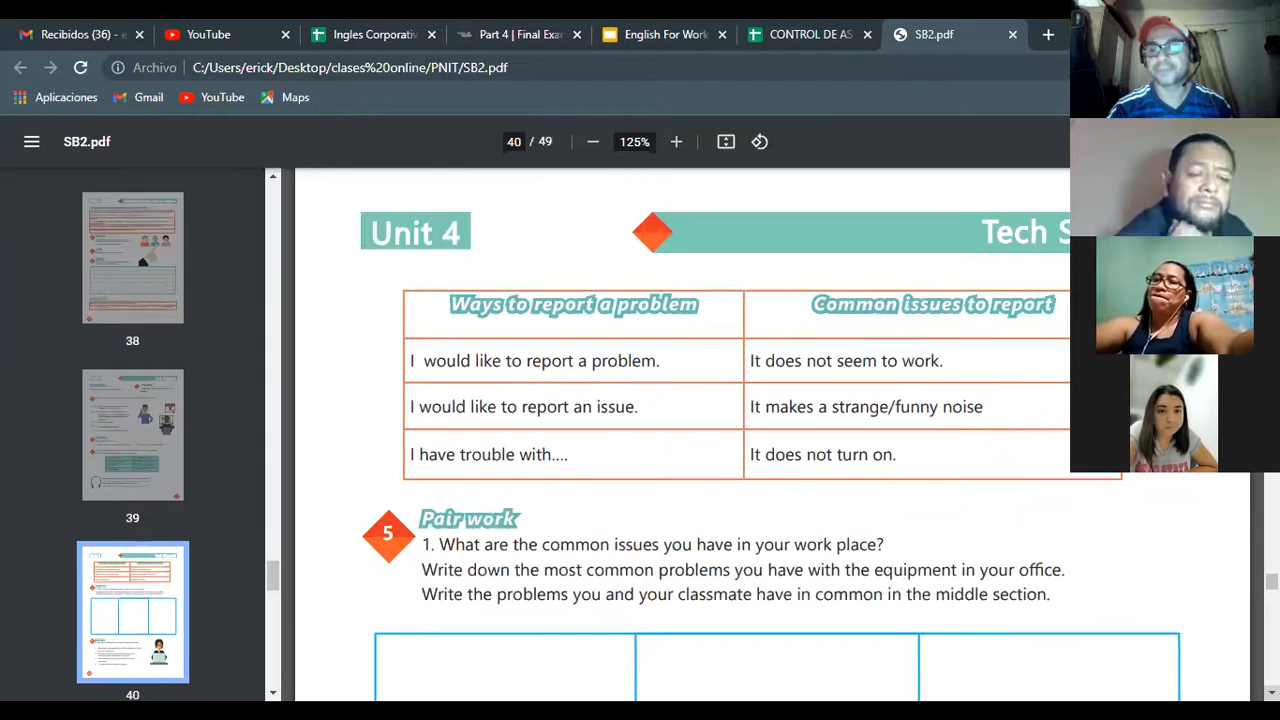 Recibidos (36) - e
YouTube
Ingles Corporativ
Part 4 | Final Exar
English For Work
CONTROL DE AS
SB2.pdf
Archivo
C:/Users/erick/Desktop/clases%20online/PNIT/SB2.pdf
Aplicaciones
Gmail
YouTube
Maps
SB2.pdf
40 / 49
125%
Unit 4
Tech S
Ways to report a problem
Common issues to report
I would like to report a problem.
It does not seem to work.
I would like to report an issue.
It makes a strange/funny noise
I have trouble with....
It does not turn on.
5
Pair work
1. What are the common issues you have in your work place?
Write down the most common problems you have with the equipment in your office.
Write the problems you and your classmate have in common in the middle section.
38
39
40